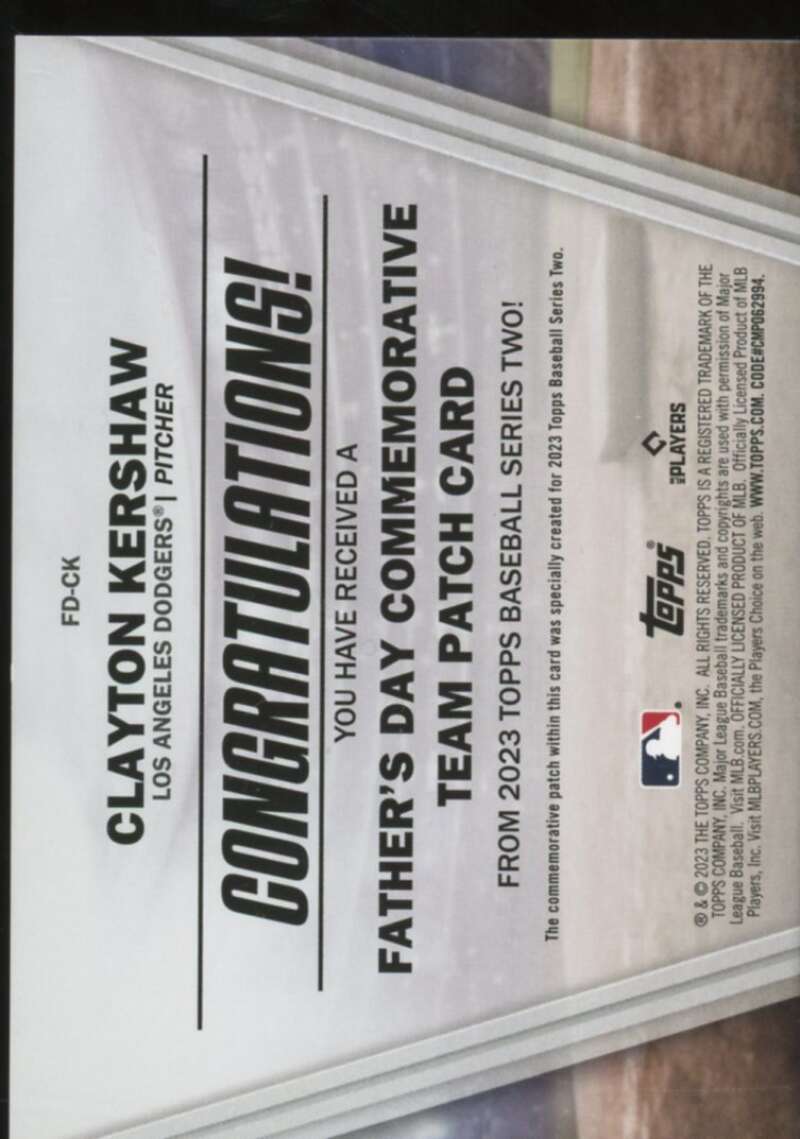 FD-CK
CLAYTON KERSHAW
LOS ANGELES DODGERS® | PITCHER
CONGRATULATIONS!
YOU HAVE RECEIVED A
FATHER'S DAY COMMEMORATIVE
TEAM PATCH CARD
FROM 2023 TOPPS BASEBALL SERIES TWO!
The commemorative patch within this card was specially created for 2023 Topps Baseball Series Two.
topps® MLB PLAYERS
® & © 2023 THE TOPPS COMPANY, INC. ALL RIGHTS RESERVED. TOPPS IS A REGISTERED TRADEMARK OF THE
TOPPS COMPANY, INC. Major League Baseball trademarks and copyrights are used with permission of Major
League Baseball. Visit MLB.com. OFFICIALLY LICENSED PRODUCT OF MLB. Officially Licensed Product of MLB
Players, Inc. Visit MLBPLAYERS.COM, the Players Choice on the web. WWW.TOPPS.COM. CODE#CMP062994.